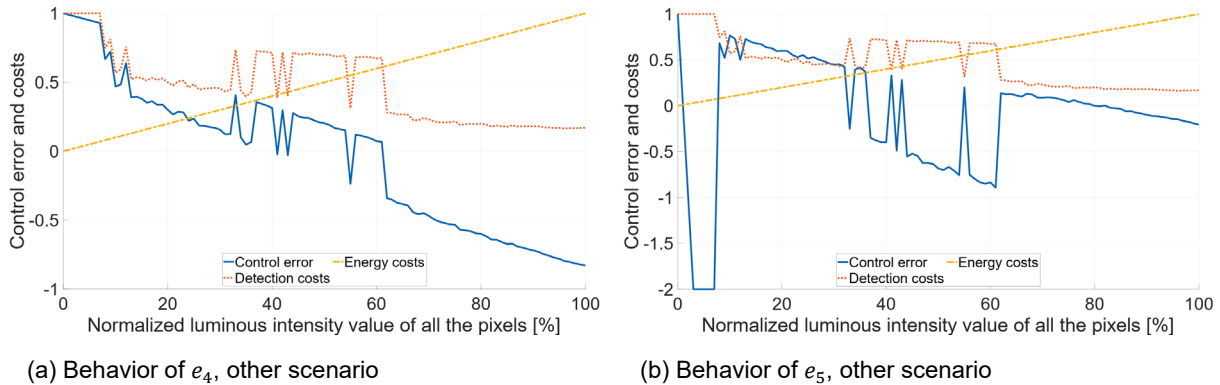 Control error and costs
1
0.5
0
-0.5
-1
0
20
40
60
80
100
Control error
Energy costs
Detection costs
Normalized luminous intensity value of all the pixels [%]
(a) Behavior of e₄, other scenario
Control error and costs
1
0.5
0
-0.5
-1
-1.5
-2
0
20
40
60
80
100
Control error
Energy costs
Detection costs
Normalized luminous intensity value of all the pixels [%]
(b) Behavior of e₅, other scenario